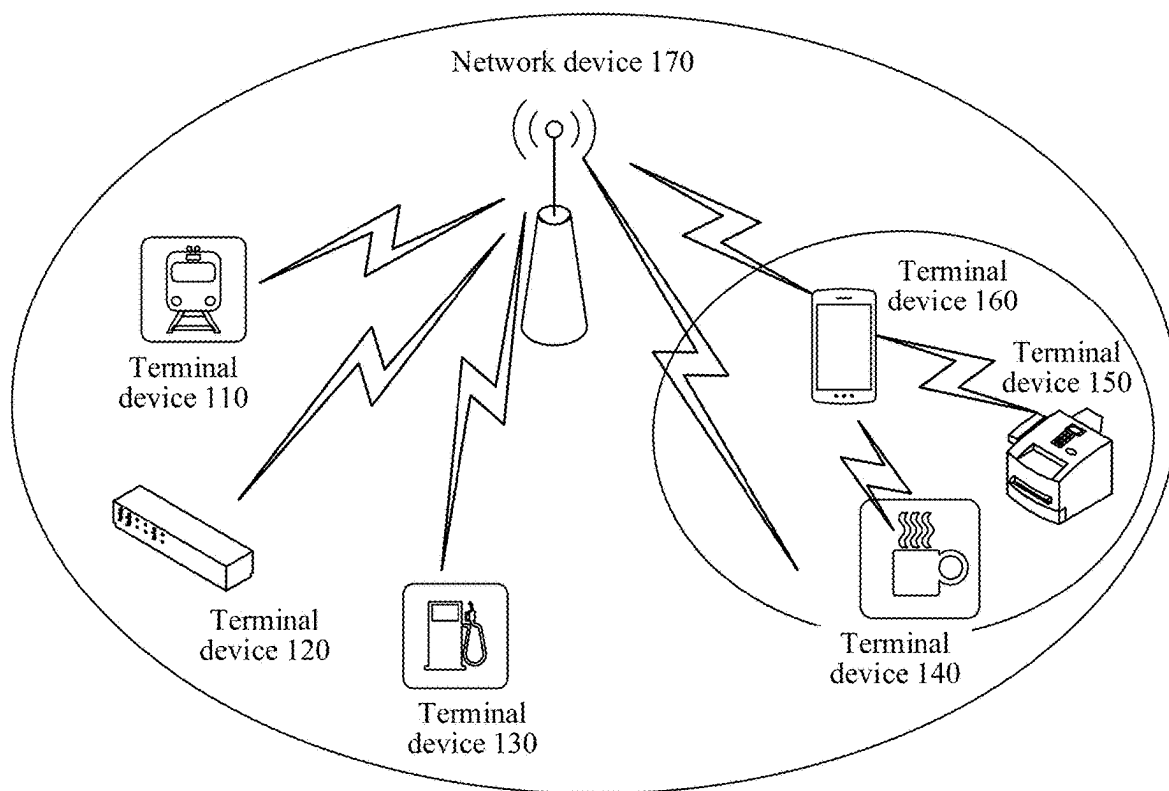 Network device 170
Terminal
device 160
Terminal
device 150
Terminal
device 110
Terminal
device 120
Terminal
device 140
Terminal
device 130